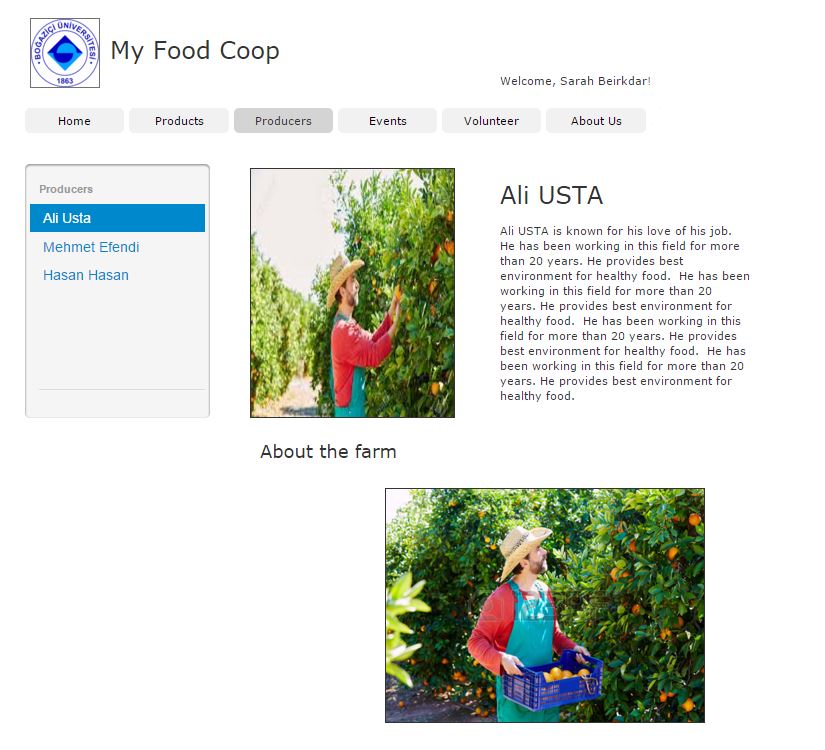 BOĞAZİÇİ ÜNİVERSİTESİ
1863
My Food Coop
Welcome, Sarah Beirkdar!
Home
Products
Producers
Events
Volunteer
About Us
Producers
Ali Usta
Mehmet Efendi
Hasan Hasan
Ali USTA
Ali USTA is known for his love of his job.
He has been working in this field for more
than 20 years. He provides best
environment for healthy food.  He has been
working in this field for more than 20
years. He provides best environment for
healthy food.  He has been working in this
field for more than 20 years. He provides
best environment for healthy food.  He has
been working in this field for more than 20
years. He provides best environment for
healthy food.
About the farm